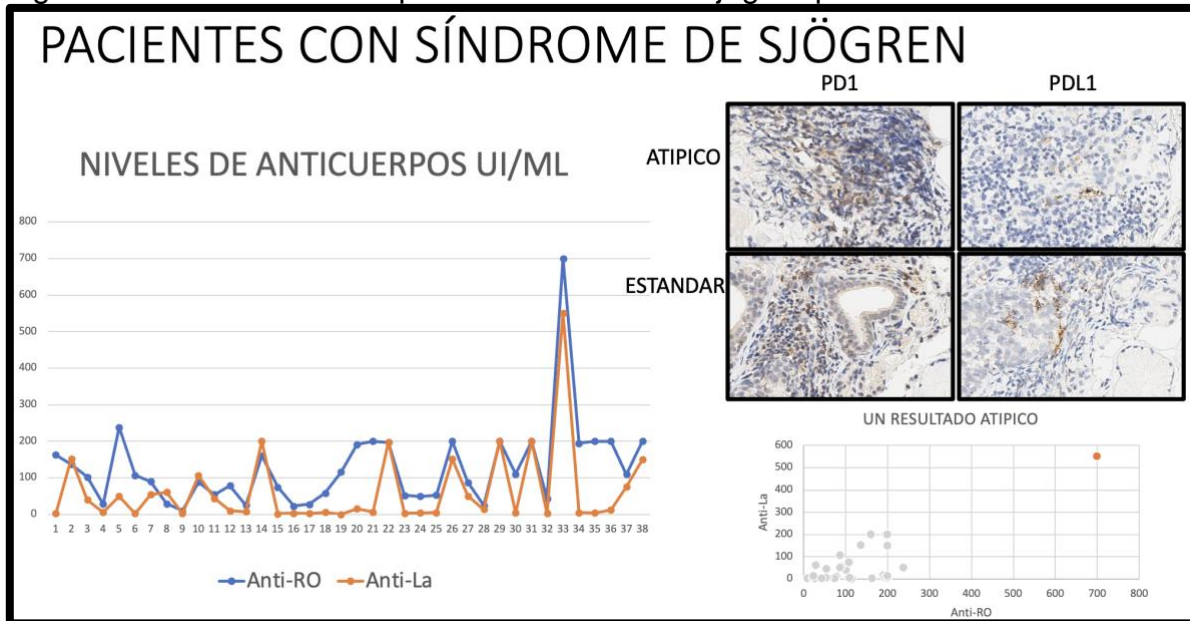 PACIENTES CON SÍNDROME DE SJÖGREN
NIVELES DE ANTICUERPOS UI/ML
800
700
600
500
400
300
200
100
0
1 2 3 4 5 6 7 8 9 10 11 12 13 14 15 16 17 18 19 20 21 22 23 24 25 26 27 28 29 30 31 32 33 34 35 36 37 38
Anti-RO Anti-La
PD1 PDL1
ATIPICO
ESTANDAR
UN RESULTADO ATIPICO
Anti-La
600
500
400
300
200
100
0
0 100 200 300 400 500 600 700 800
Anti-RO